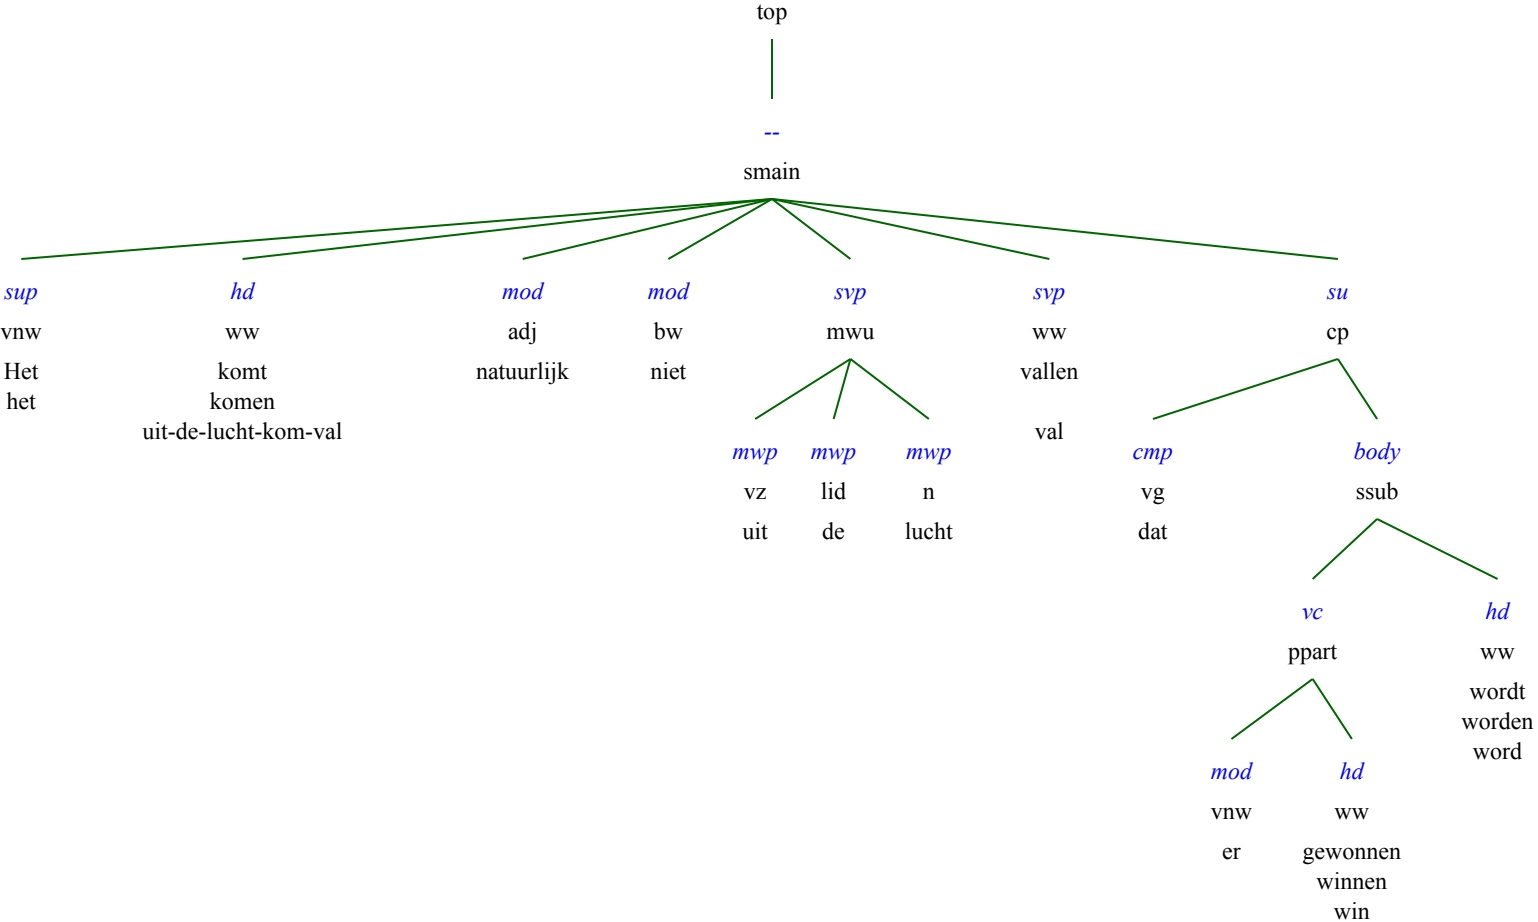 top
--
smain
sup hd mod mod svp svp su
vnw ww adj bw mwu ww cp
Het komt natuurlijk niet vallen
het komen
uit-de-lucht-kom-val val
mwp mwp mwp cmp body
vz lid n vg ssub
uit de lucht dat
vc hd
ppart ww
wordt
worden
word
mod hd
vnw ww
er gewonnen
winnen
win